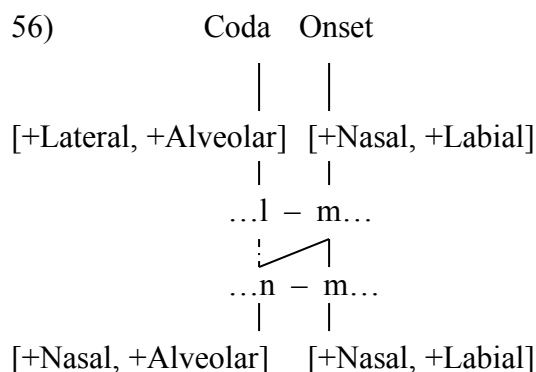 56) Coda Onset
[+Lateral, +Alveolar] [+Nasal, +Labial]
…l – m…
…n – m…
[+Nasal, +Alveolar] [+Nasal, +Labial]